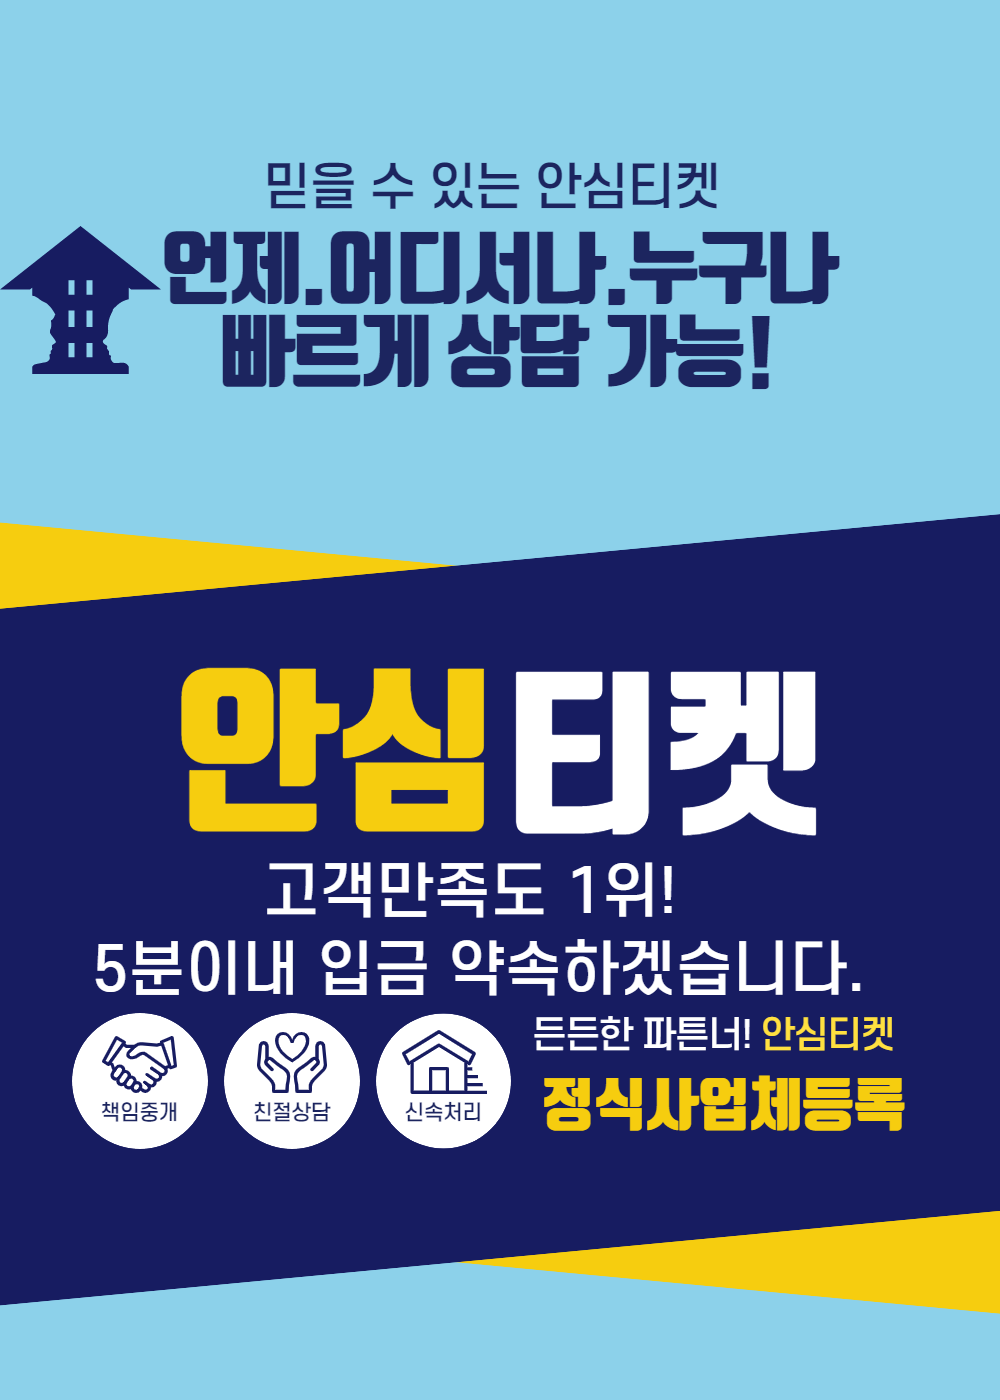 믿을 수 있는 안심티켓
언제.어디서나.누구나
빠르게 상담 가능!
안심티켓
고객만족도 1위!
5분이내 입금 약속하겠습니다.
든든한 파튼너! 안심티켓
정식사업체등록
책임중개
친절상담
신속처리